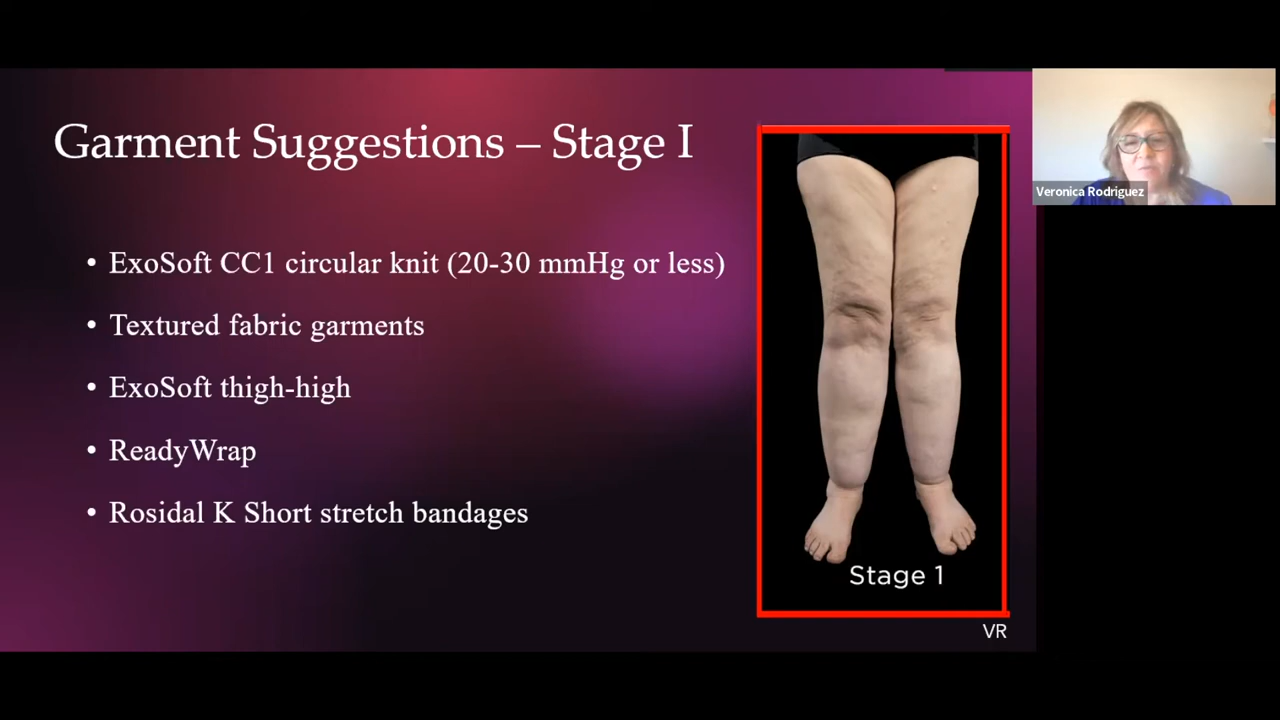 Garment Suggestions – Stage I
• ExoSoft CC1 circular knit (20-30 mmHg or less)
• Textured fabric garments
• ExoSoft thigh-high
• ReadyWrap
• Rosidal K Short stretch bandages
Stage 1
VR
Veronica Rodriguez